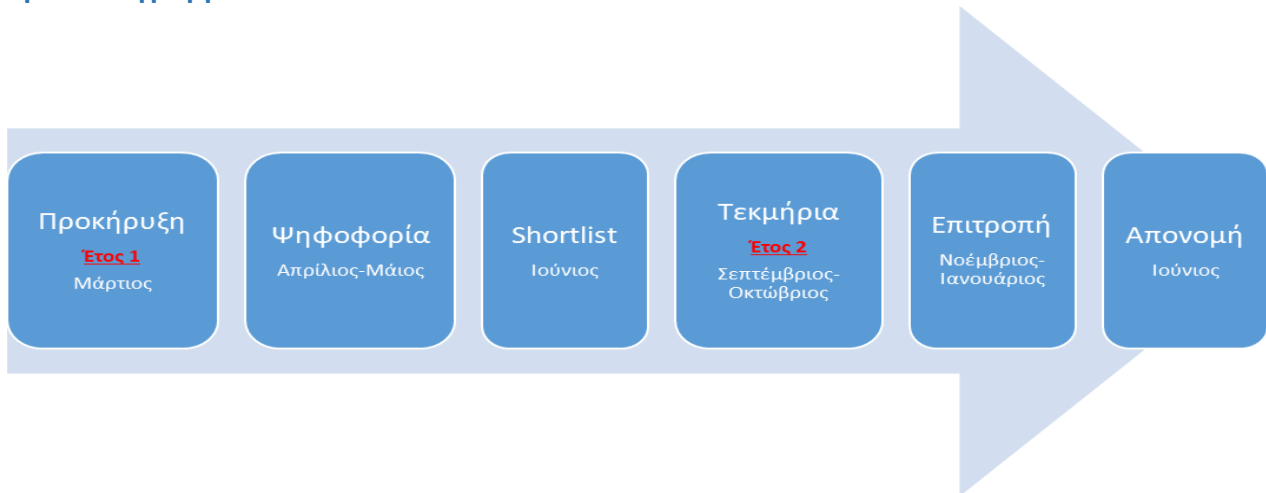 Προκήρυξη
Έτος 1
Μάρτιος
Ψηφοφορία
Απρίλιος-Μάιος
Shortlist
Ιούνιος
Τεκμήρια
Έτος 2
Σεπτέμβριος-
Οκτώβριος
Επιτροπή
Νοέμβριος-
Ιανουάριος
Απονομή
Ιούνιος